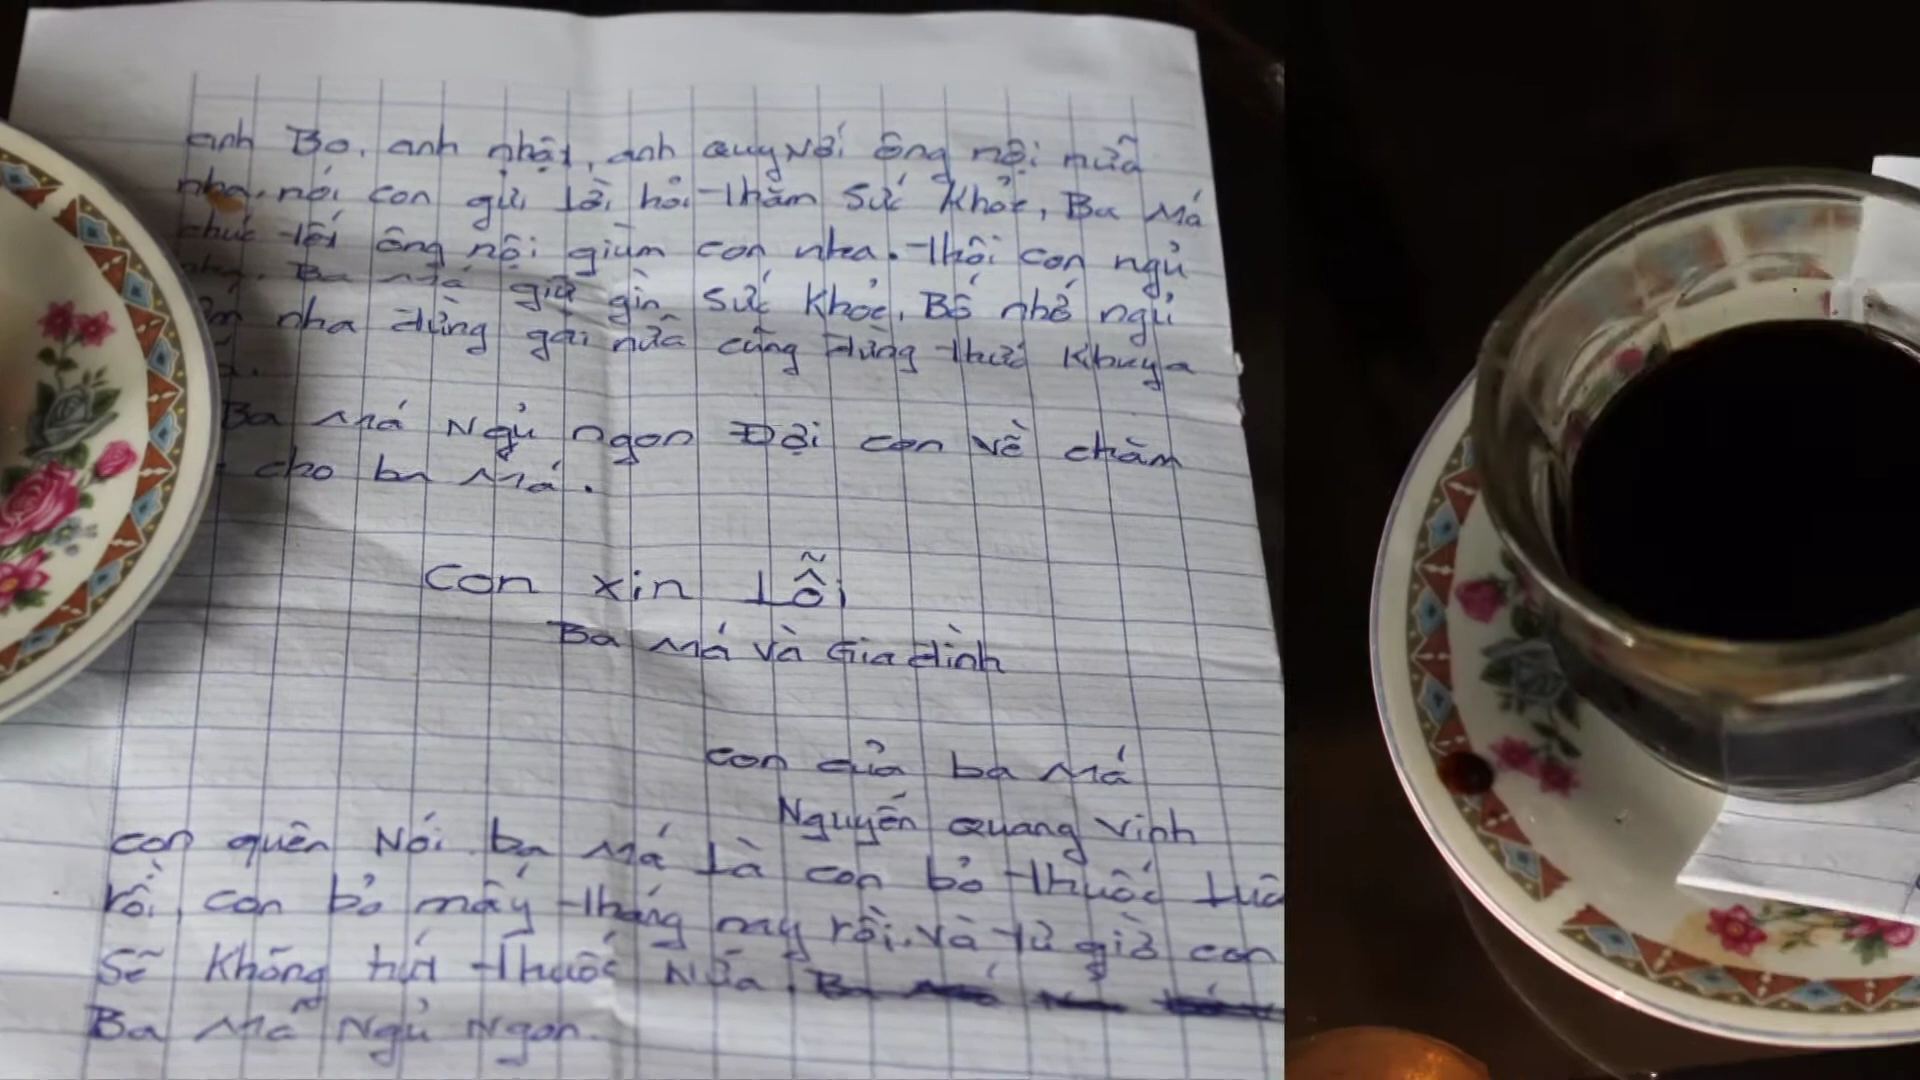 anh Bo, anh nhật, anh Quy Với ông nội nữa
nha, nói con gửi lời hỏi thăm sức khỏe, Ba Má
chúc tết ông nội giùm con nha. thôi con ngủ
Ba má giữ gìn sức khỏe, Bố nhớ ngủ
nha đừng gai nữa cũng đừng thức khuya
Ba má Ngủ ngon Đợi con về chăm
cho ba Má.
con xin lỗi
Ba Má và Gia đình
con của ba Má
Nguyễn Quang Vinh
con quên Nói ba má Là con bỏ thuốc
rồi, con bỏ mấy tháng nay rồi. và từ giờ con
sẽ không hút thuốc Nữa.
Ba Má Ngủ Ngon.